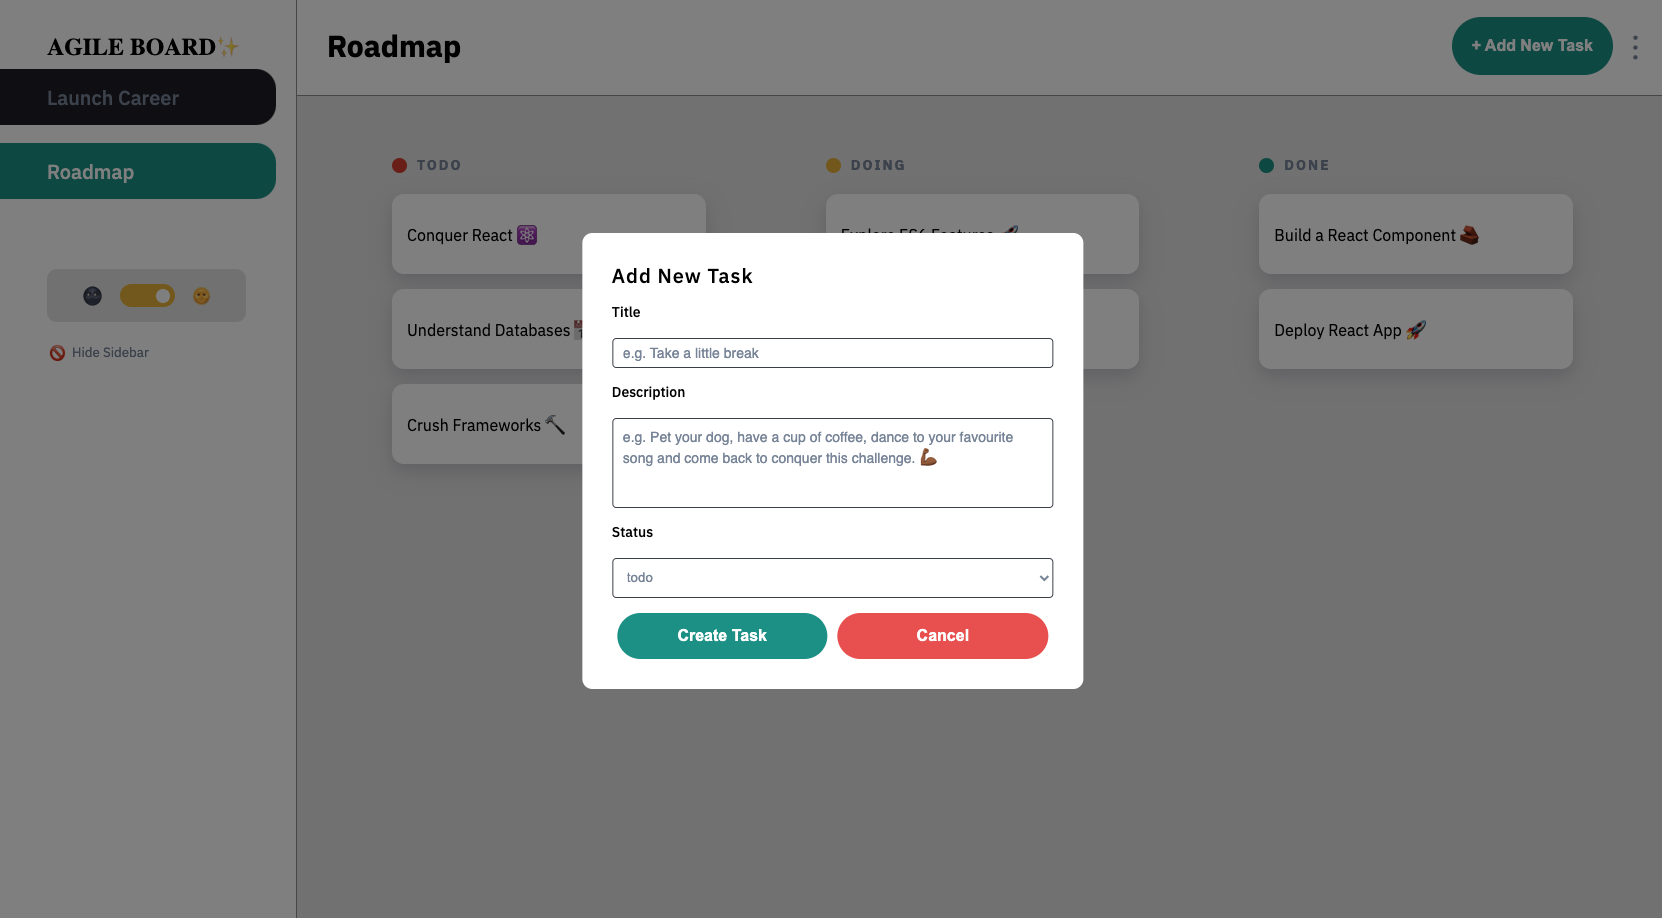 AGILE BOARD✨
Launch Career
Roadmap
Hide Sidebar
Roadmap
+ Add New Task
TODO
DOING
DONE
Conquer React ⚛️
Understand Databases
Crush Frameworks 🔨
Explore ES6 Features 🚀
Build a React Component 🧱
Deploy React App 🚀
Add New Task
Title
e.g. Take a little break
Description
e.g. Pet your dog, have a cup of coffee, dance to your favourite
song and come back to conquer this challenge. 💪🏾
Status
todo
Create Task
Cancel